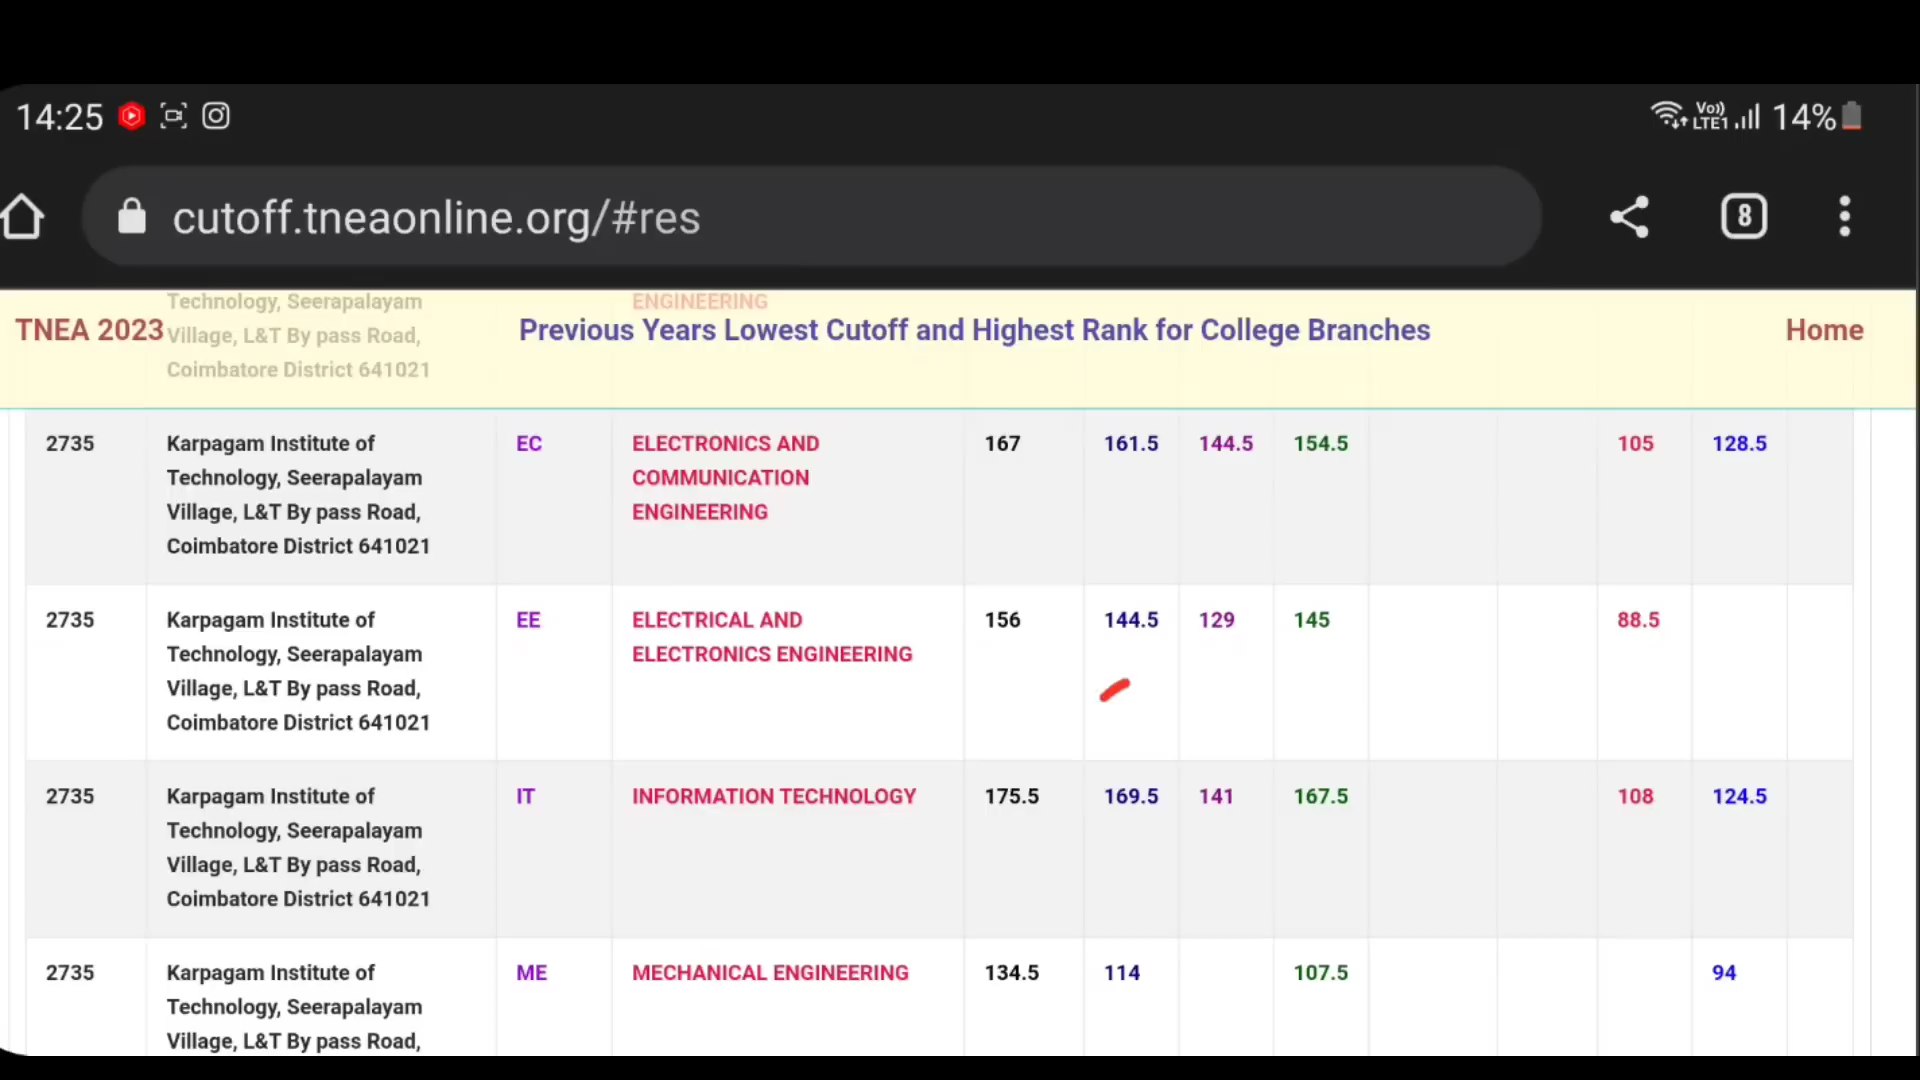 14:25
Vo)) LTE1 14%
cutoff.tneaonline.org/#res
8
Technology, Seerapalayam ENGINEERING
TNEA 2023 Village, L&T By pass Road, Previous Years Lowest Cutoff and Highest Rank for College Branches Home
Coimbatore District 641021
2735 Karpagam Institute of EC ELECTRONICS AND 167 161.5 144.5 154.5 105 128.5
Technology, Seerapalayam COMMUNICATION
Village, L&T By pass Road, ENGINEERING
Coimbatore District 641021
2735 Karpagam Institute of EE ELECTRICAL AND 156 144.5 129 145 88.5
Technology, Seerapalayam ELECTRONICS ENGINEERING
Village, L&T By pass Road,
Coimbatore District 641021
2735 Karpagam Institute of IT INFORMATION TECHNOLOGY 175.5 169.5 141 167.5 108 124.5
Technology, Seerapalayam
Village, L&T By pass Road,
Coimbatore District 641021
2735 Karpagam Institute of ME MECHANICAL ENGINEERING 134.5 114 107.5 94
Technology, Seerapalayam
Village, L&T By pass Road,